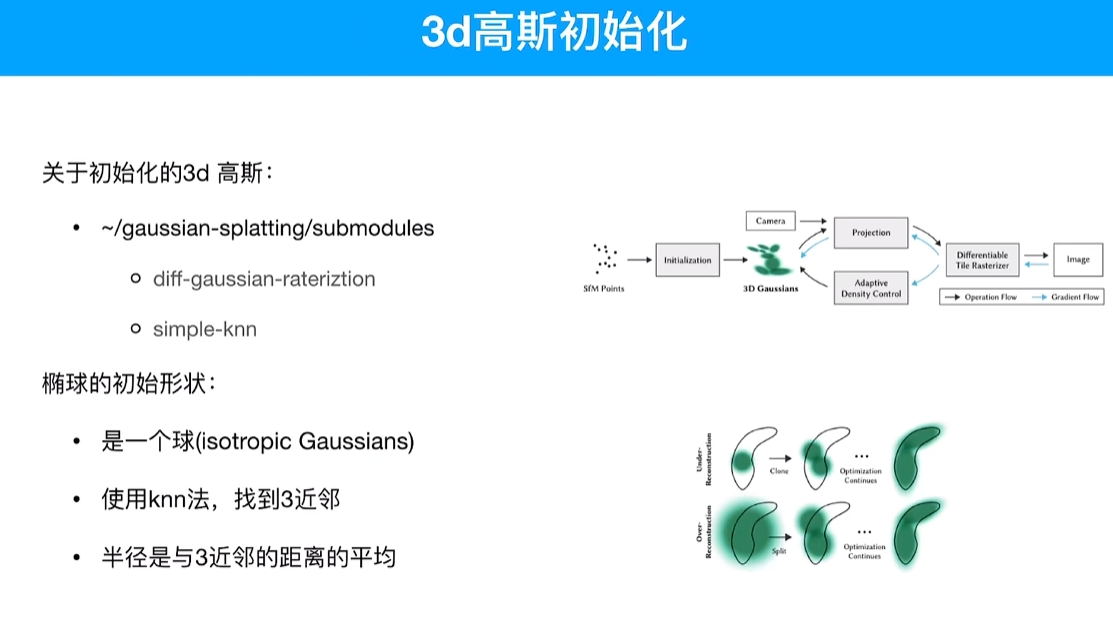 3d高斯初始化
关于初始化的3d 高斯：
• ~/gaussian-splatting/submodules
diff-gaussian-rateriztion
simple-knn
椭球的初始形状：
• 是一个球(isotropic Gaussians)
• 使用knn法，找到3近邻
• 半径是与3近邻的距离的平均
SfM Points
Initialization
Camera
3D Gaussians
Projection
Adaptive
Density Control
Differentiable
Tile Rasterizer
Image
Operation Flow
Gradient Flow
Under-
Reconstruction
Clone
...
Optimization
Continues
Over-
Reconstruction
Split
...
Optimization
Continues